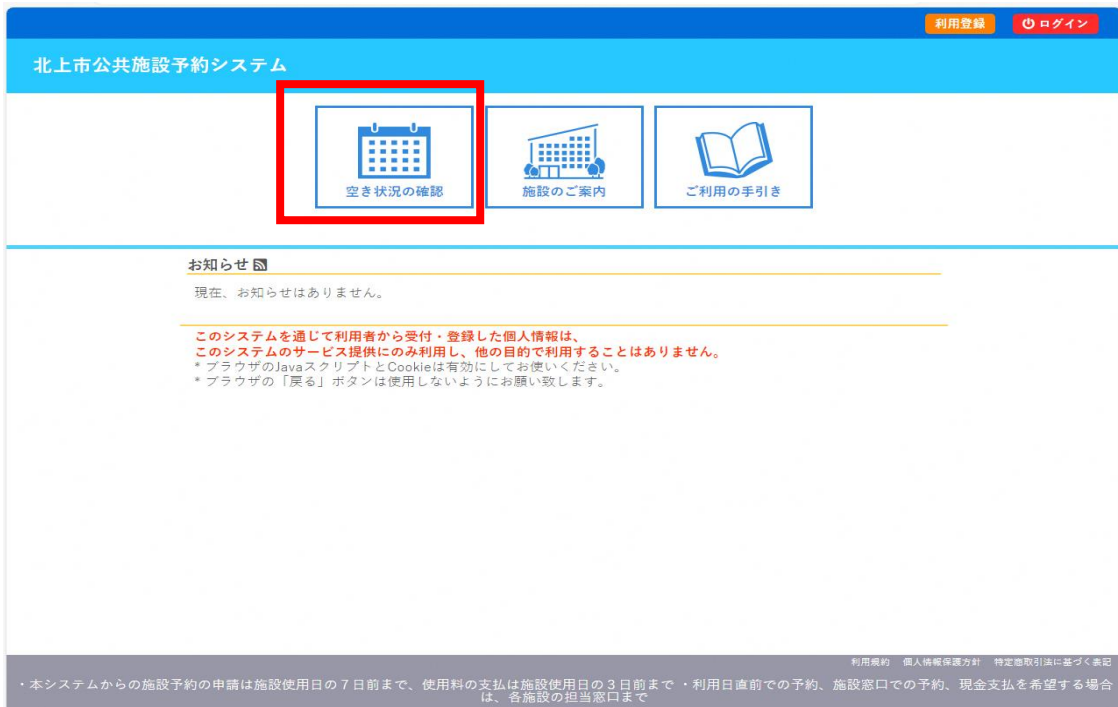 利用登録
ログイン
北上市公共施設予約システム
空き状況の確認
施設のご案内
ご利用の手引き
お知らせ
現在、お知らせはありません。
このシステムを通じて利用者から受付・登録した個人情報は、
このシステムのサービス提供にのみ利用し、他の目的で利用することはありません。
* ブラウザのJavaスクリプトとCookieは有効にしてお使いください。
* ブラウザの「戻る」ボタンは使用しないようにお願い致します。
利用規約 個人情報保護方針 特定商取引法に基づく表記
・本システムからの施設予約の申請は施設使用日の７日前まで、使用料の支払は施設使用日の３日前まで ・利用日直前での予約、施設窓口での予約、現金支払を希望する場合
は、各施設の担当窓口まで